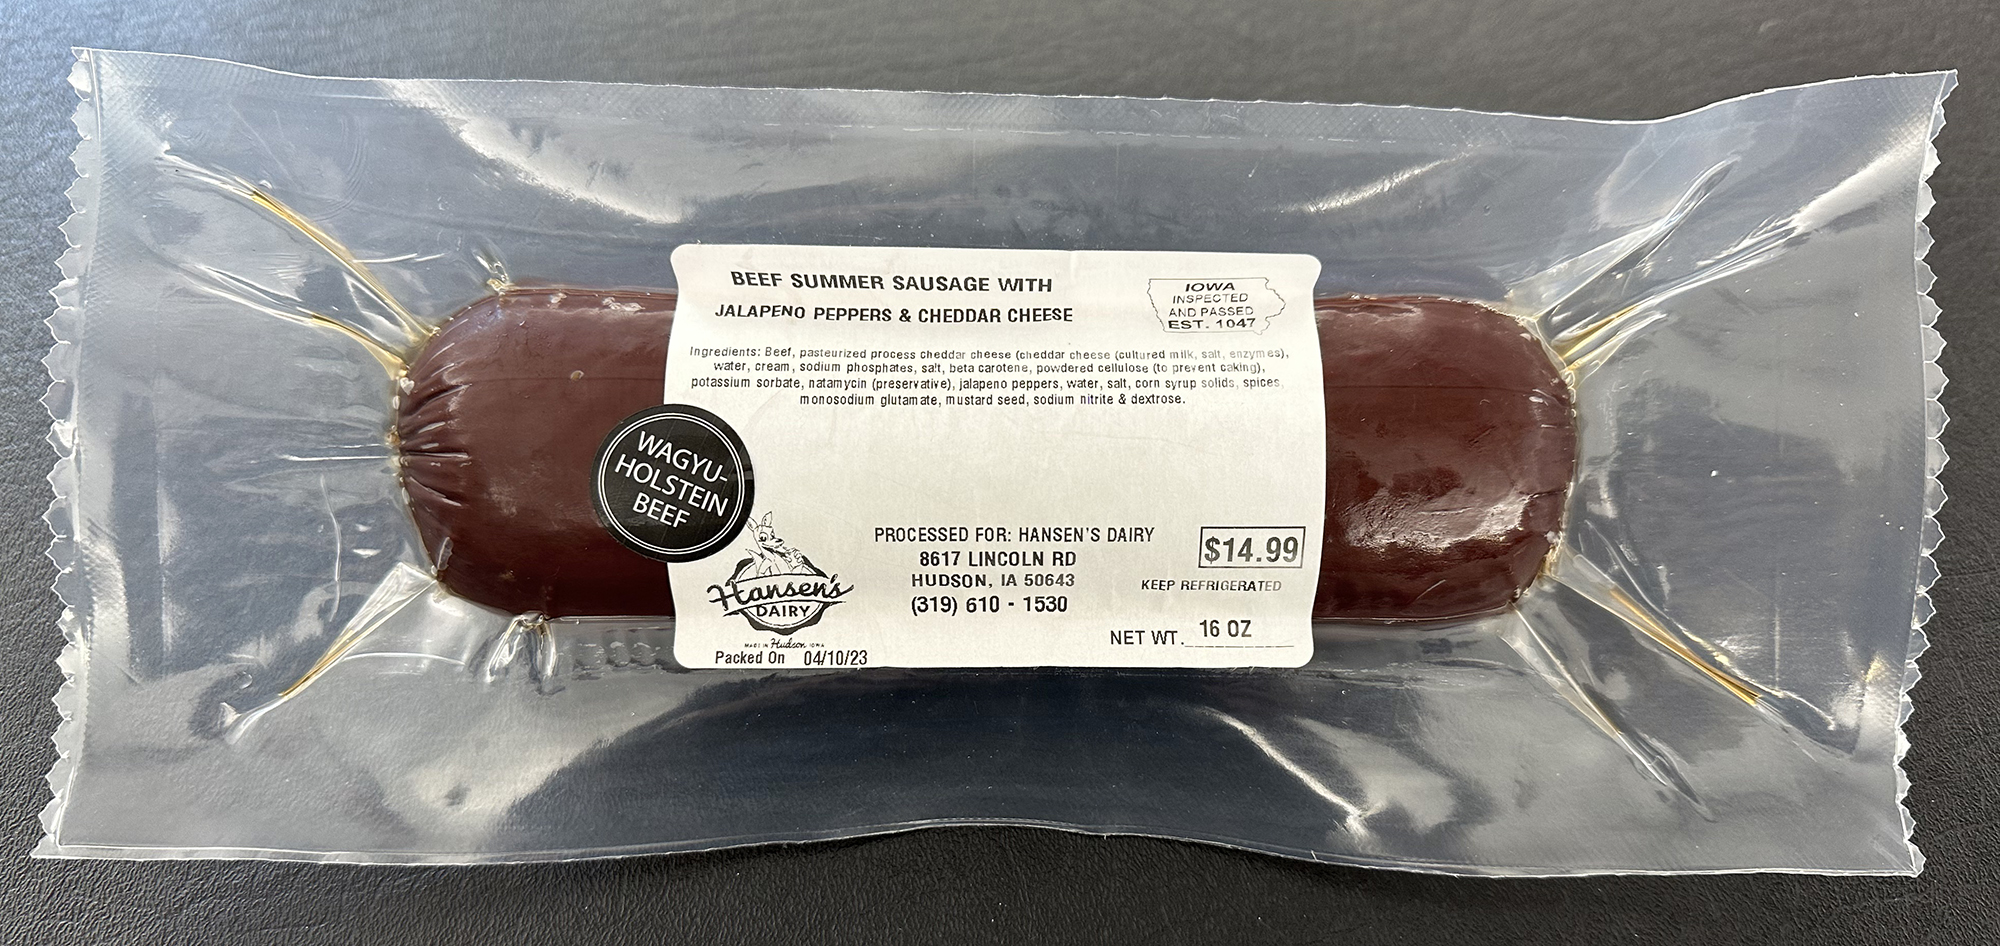 BEEF SUMMER SAUSAGE WITH
JALAPENO PEPPERS & CHEDDAR CHEESE
IOWA
INSPECTED
AND PASSED
EST. 1047
Ingredients: Beef, pasteurized process cheddar cheese (cheddar cheese (cultured milk, salt, enzymes),
water, cream, sodium phosphates, salt, beta carotene, powdered cellulose (to prevent caking),
potassium sorbate, natamycin (preservative), jalapeno peppers, water, salt, corn syrup solids, spices,
monosodium glutamate, mustard seed, sodium nitrite & dextrose.
WAGYU-
HOLSTEIN
BEEF
Hansen's
DAIRY
MADE IN Hudson IOWA
Packed On 04/10/23
PROCESSED FOR: HANSEN'S DAIRY
8617 LINCOLN RD
HUDSON, IA 50643
(319) 610 - 1530
$14.99
KEEP REFRIGERATED
NET WT. 16 OZ